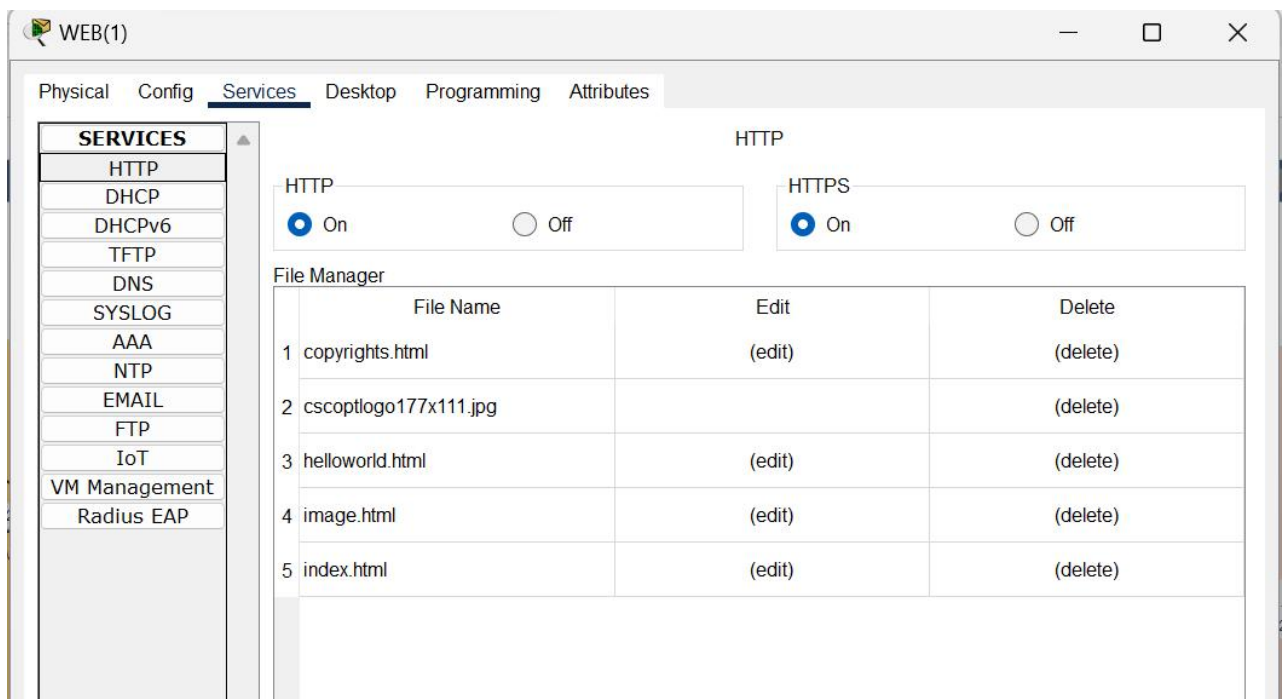 WEB(1)
Physical Config Services Desktop Programming Attributes
SERVICES
HTTP
DHCP
DHCPv6
TFTP
DNS
SYSLOG
AAA
NTP
EMAIL
FTP
IoT
VM Management
Radius EAP
HTTP
HTTP
On Off
HTTPS
On Off
File Manager
File Name Edit Delete
1 copyrights.html (edit) (delete)
2 cscoptlogo177x111.jpg (delete)
3 helloworld.html (edit) (delete)
4 image.html (edit) (delete)
5 index.html (edit) (delete)